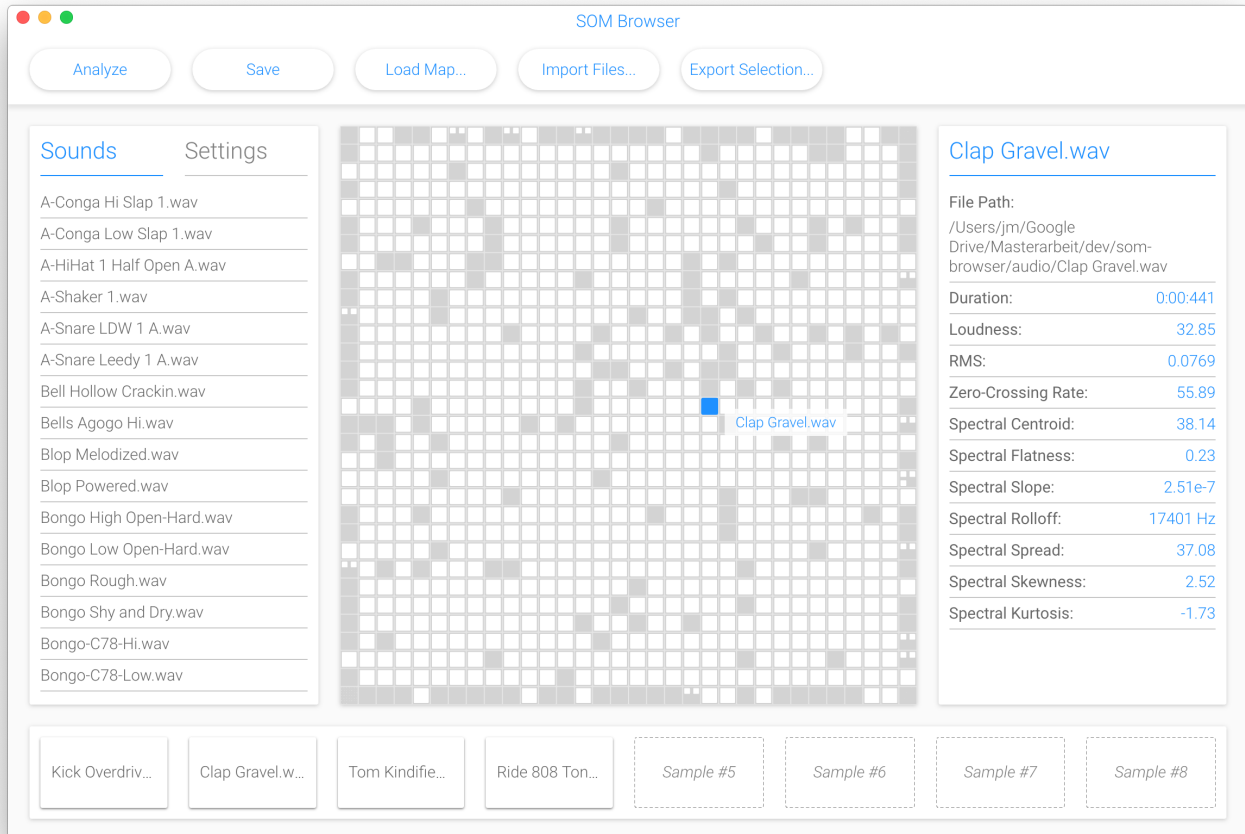 SOM Browser
Analyze
Save
Load Map...
Import Files...
Export Selection...
Sounds
Settings
A-Conga Hi Slap 1.wav
A-Conga Low Slap 1.wav
A-HiHat 1 Half Open A.wav
A-Shaker 1.wav
A-Snare LDW 1 A.wav
A-Snare Leedy 1 A.wav
Bell Hollow Crackin.wav
Bells Agogo Hi.wav
Blop Melodized.wav
Blop Powered.wav
Bongo High Open-Hard.wav
Bongo Low Open-Hard.wav
Bongo Rough.wav
Bongo Shy and Dry.wav
Bongo-C78-Hi.wav
Bongo-C78-Low.wav
Clap Gravel.wav
Clap Gravel.wav
File Path:
/Users/jm/Google
Drive/Masterarbeit/dev/som-
browser/audio/Clap Gravel.wav
Duration: 0:00:441
Loudness: 32.85
RMS: 0.0769
Zero-Crossing Rate: 55.89
Spectral Centroid: 38.14
Spectral Flatness: 0.23
Spectral Slope: 2.51e-7
Spectral Rolloff: 17401 Hz
Spectral Spread: 37.08
Spectral Skewness: 2.52
Spectral Kurtosis: -1.73
Kick Overdriv...
Clap Gravel.w...
Tom Kindifie...
Ride 808 Ton...
Sample #5
Sample #6
Sample #7
Sample #8